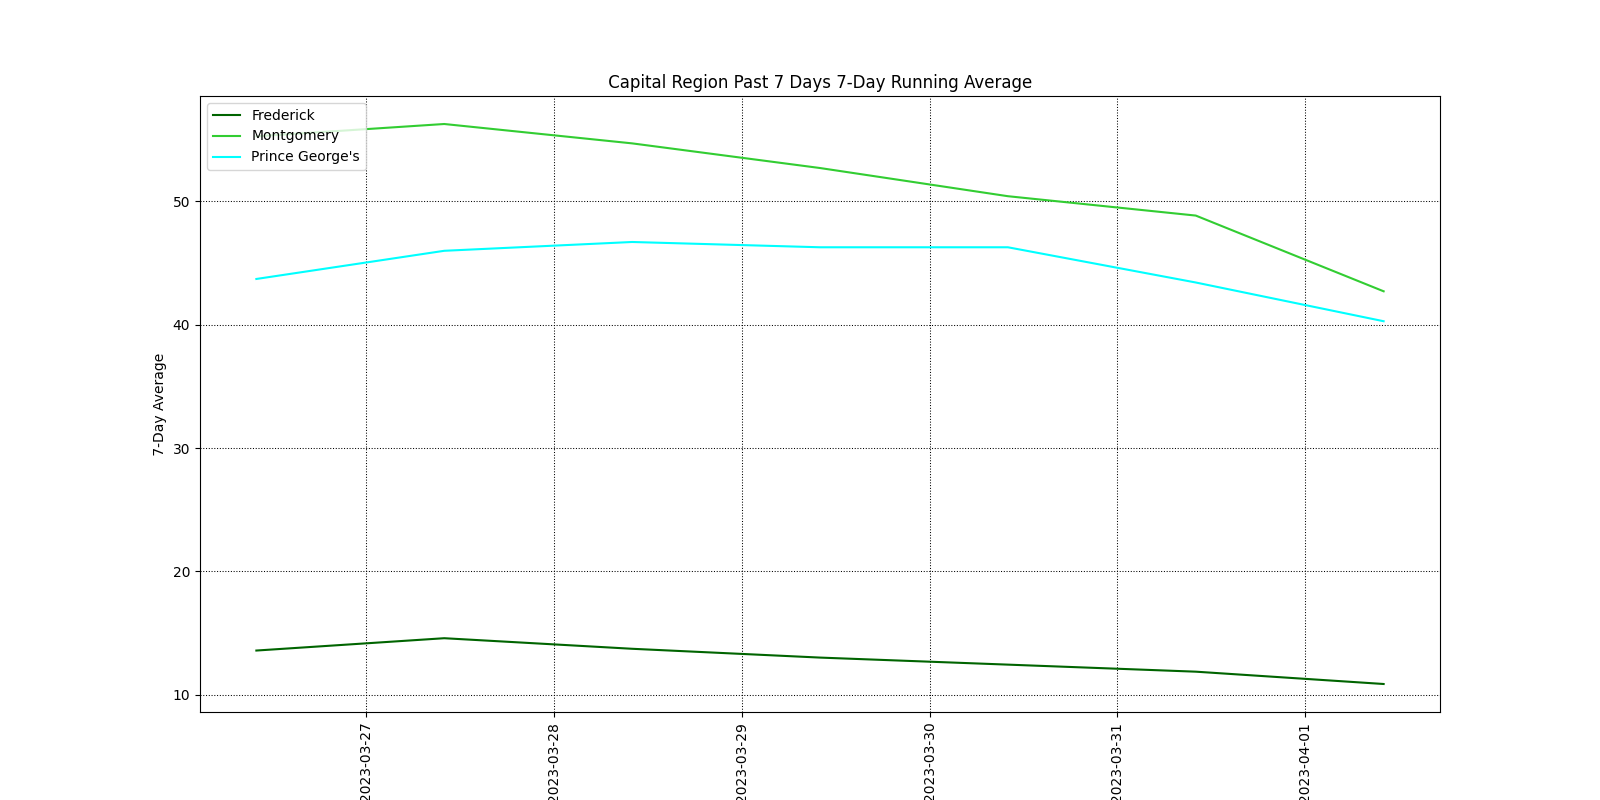 Capital Region Past 7 Days 7-Day Running Average
Frederick
Montgomery
Prince George's
50
40
30
20
10
7-Day Average
2023-03-27
2023-03-28
2023-03-29
2023-03-30
2023-03-31
2023-04-01